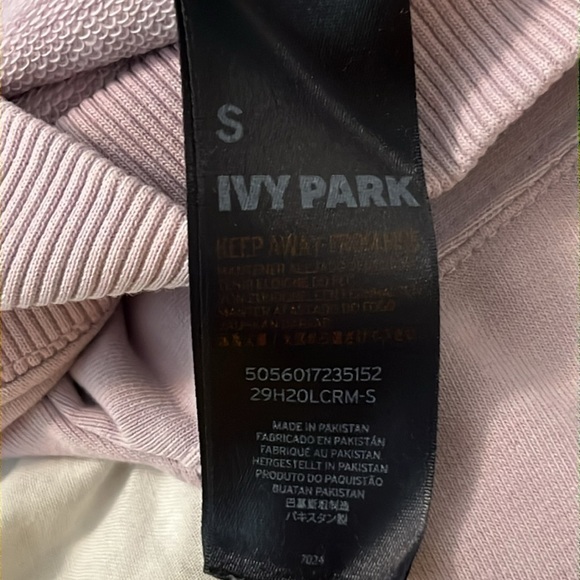 S
IVY PARK
KEEP AWAY FROM FIRE
5056017235152
29H20LCRM-S
MADE IN PAKISTAN
FABRICADO EN PAKISTÁN
FABRIQUÉ AU PAKISTAN
HERGESTELLT IN PAKISTAN
PRODUTO DO PAQUISTÃO
BUATAN PAKISTAN
巴基斯坦制造
パキスタン製
7024